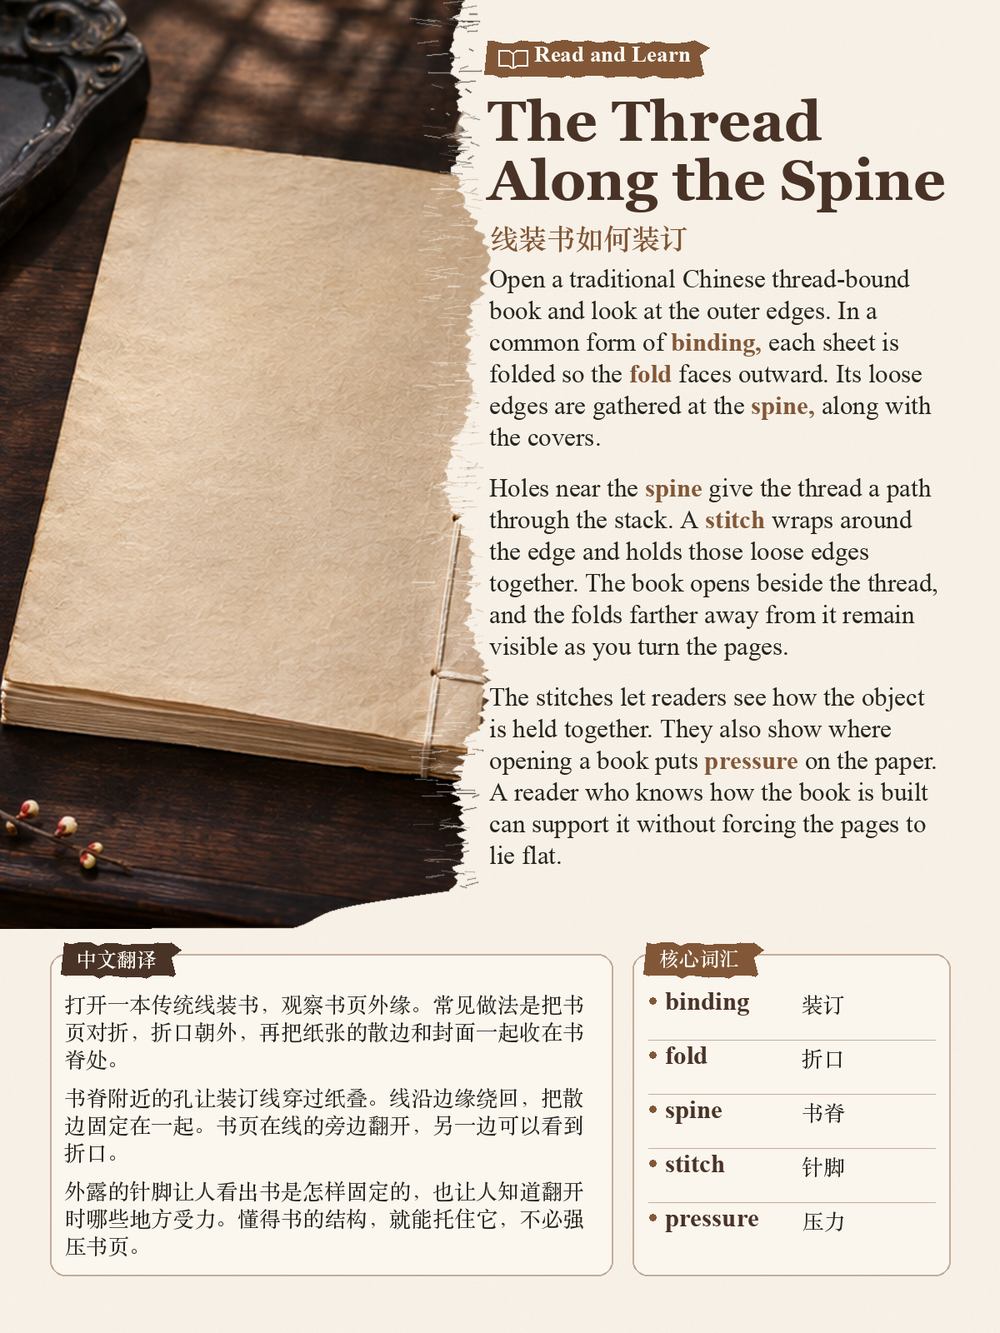 Read and Learn
The Thread
Along the Spine
线装书如何装订
Open a traditional Chinese thread-bound
book and look at the outer edges. In a
common form of binding, each sheet is
folded so the fold faces outward. Its loose
edges are gathered at the spine, along with
the covers.
Holes near the spine give the thread a path
through the stack. A stitch wraps around
the edge and holds those loose edges
together. The book opens beside the thread,
and the folds farther away from it remain
visible as you turn the pages.
The stitches let readers see how the object
is held together. They also show where
opening a book puts pressure on the paper.
A reader who knows how the book is built
can support it without forcing the pages to
lie flat.
中文翻译
打开一本传统线装书，观察书页外缘。常见做法是把书
页对折，折口朝外，再把纸张的散边和封面一起收在书
脊处。
书脊附近的孔让装订线穿过纸叠。线沿边缘绕回，把散
边固定在一起。书页在线的旁边翻开，另一边可以看到
折口。
外露的针脚让人看出书是怎样固定的，也让人知道翻开
时哪些地方受力。懂得书的结构，就能托住它，不必强
压书页。
核心词汇
• binding 装订
• fold 折口
• spine 书脊
• stitch 针脚
• pressure 压力